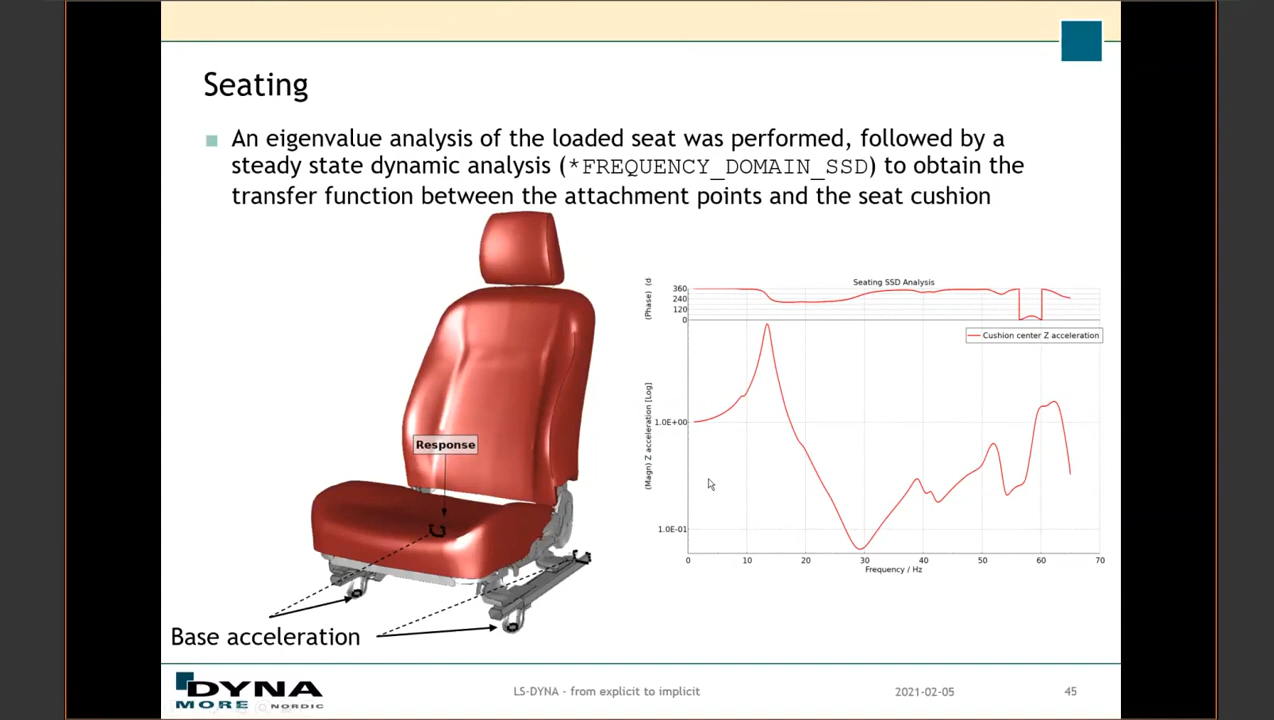 Seating
An eigenvalue analysis of the loaded seat was performed, followed by a
steady state dynamic analysis (*FREQUENCY_DOMAIN_SSD) to obtain the
transfer function between the attachment points and the seat cushion
Response
Base acceleration
Seating SSD Analysis
(Phase) (d
360
240
120
0
Cushion center Z acceleration
(Magn) Z acceleration [Log]
1.0E+00
1.0E-01
0 10 20 30 40 50 60 70
Frequency / Hz
DYNA
MORE NORDIC
LS-DYNA - from explicit to implicit
2021-02-05
45